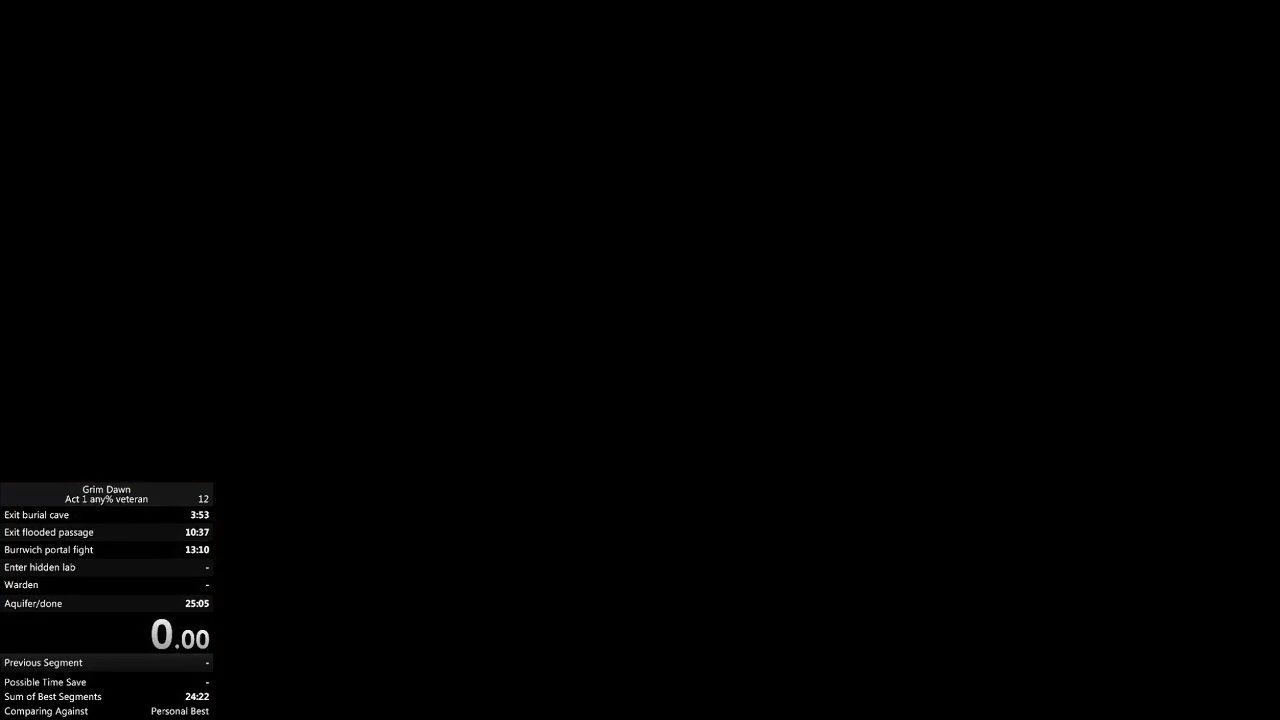 Grim Dawn
Act 1 any% veteran 12
Exit burial cave 3:53
Exit flooded passage 10:37
Burrwich portal fight 13:10
Enter hidden lab -
Warden -
Aquifer/done 25:05
0.00
Previous Segment -
Possible Time Save -
Sum of Best Segments 24:22
Comparing Against Personal Best